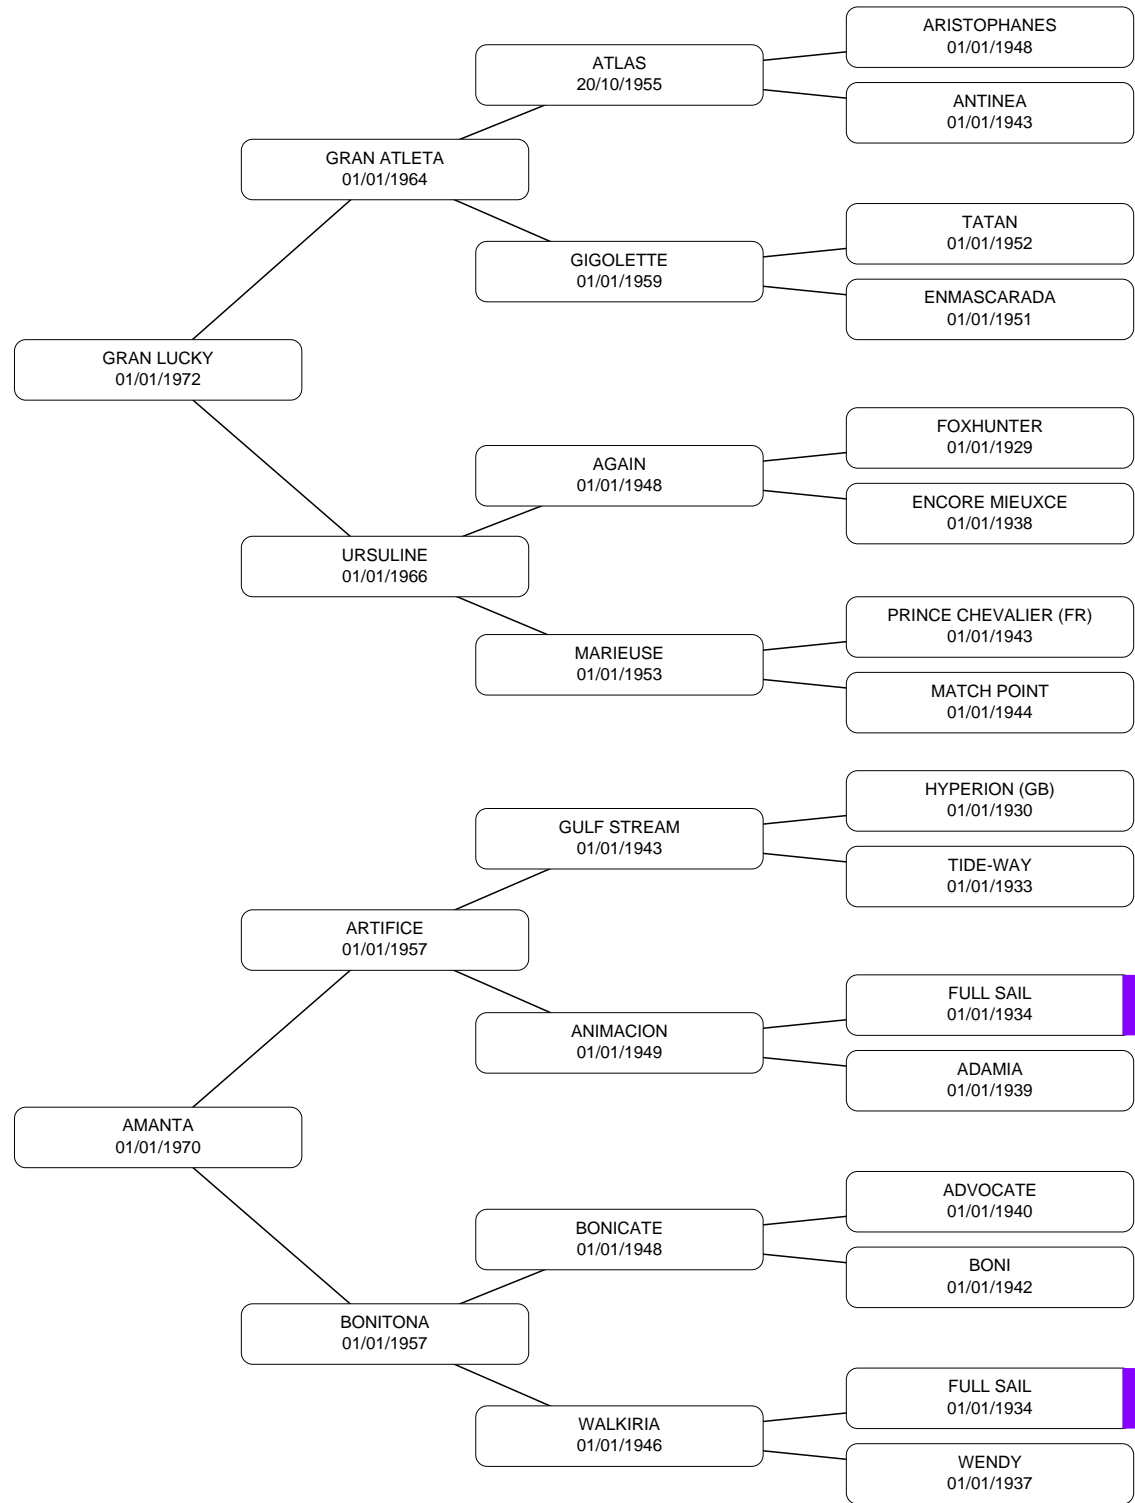 ARISTOPHANES
01/01/1948
ATLAS
20/10/1955
ANTINEA
01/01/1943
GRAN ATLETA
01/01/1964
TATAN
01/01/1952
GIGOLETTE
01/01/1959
ENMASCARADA
01/01/1951
GRAN LUCKY
01/01/1972
FOXHUNTER
01/01/1929
AGAIN
01/01/1948
ENCORE MIEUXCE
01/01/1938
URSULINE
01/01/1966
PRINCE CHEVALIER (FR)
01/01/1943
MARIEUSE
01/01/1953
MATCH POINT
01/01/1944
HYPERION (GB)
01/01/1930
GULF STREAM
01/01/1943
TIDE-WAY
01/01/1933
ARTIFICE
01/01/1957
FULL SAIL
01/01/1934
ANIMACION
01/01/1949
ADAMIA
01/01/1939
AMANTA
01/01/1970
ADVOCATE
01/01/1940
BONICATE
01/01/1948
BONI
01/01/1942
BONITONA
01/01/1957
FULL SAIL
01/01/1934
WALKIRIA
01/01/1946
WENDY
01/01/1937